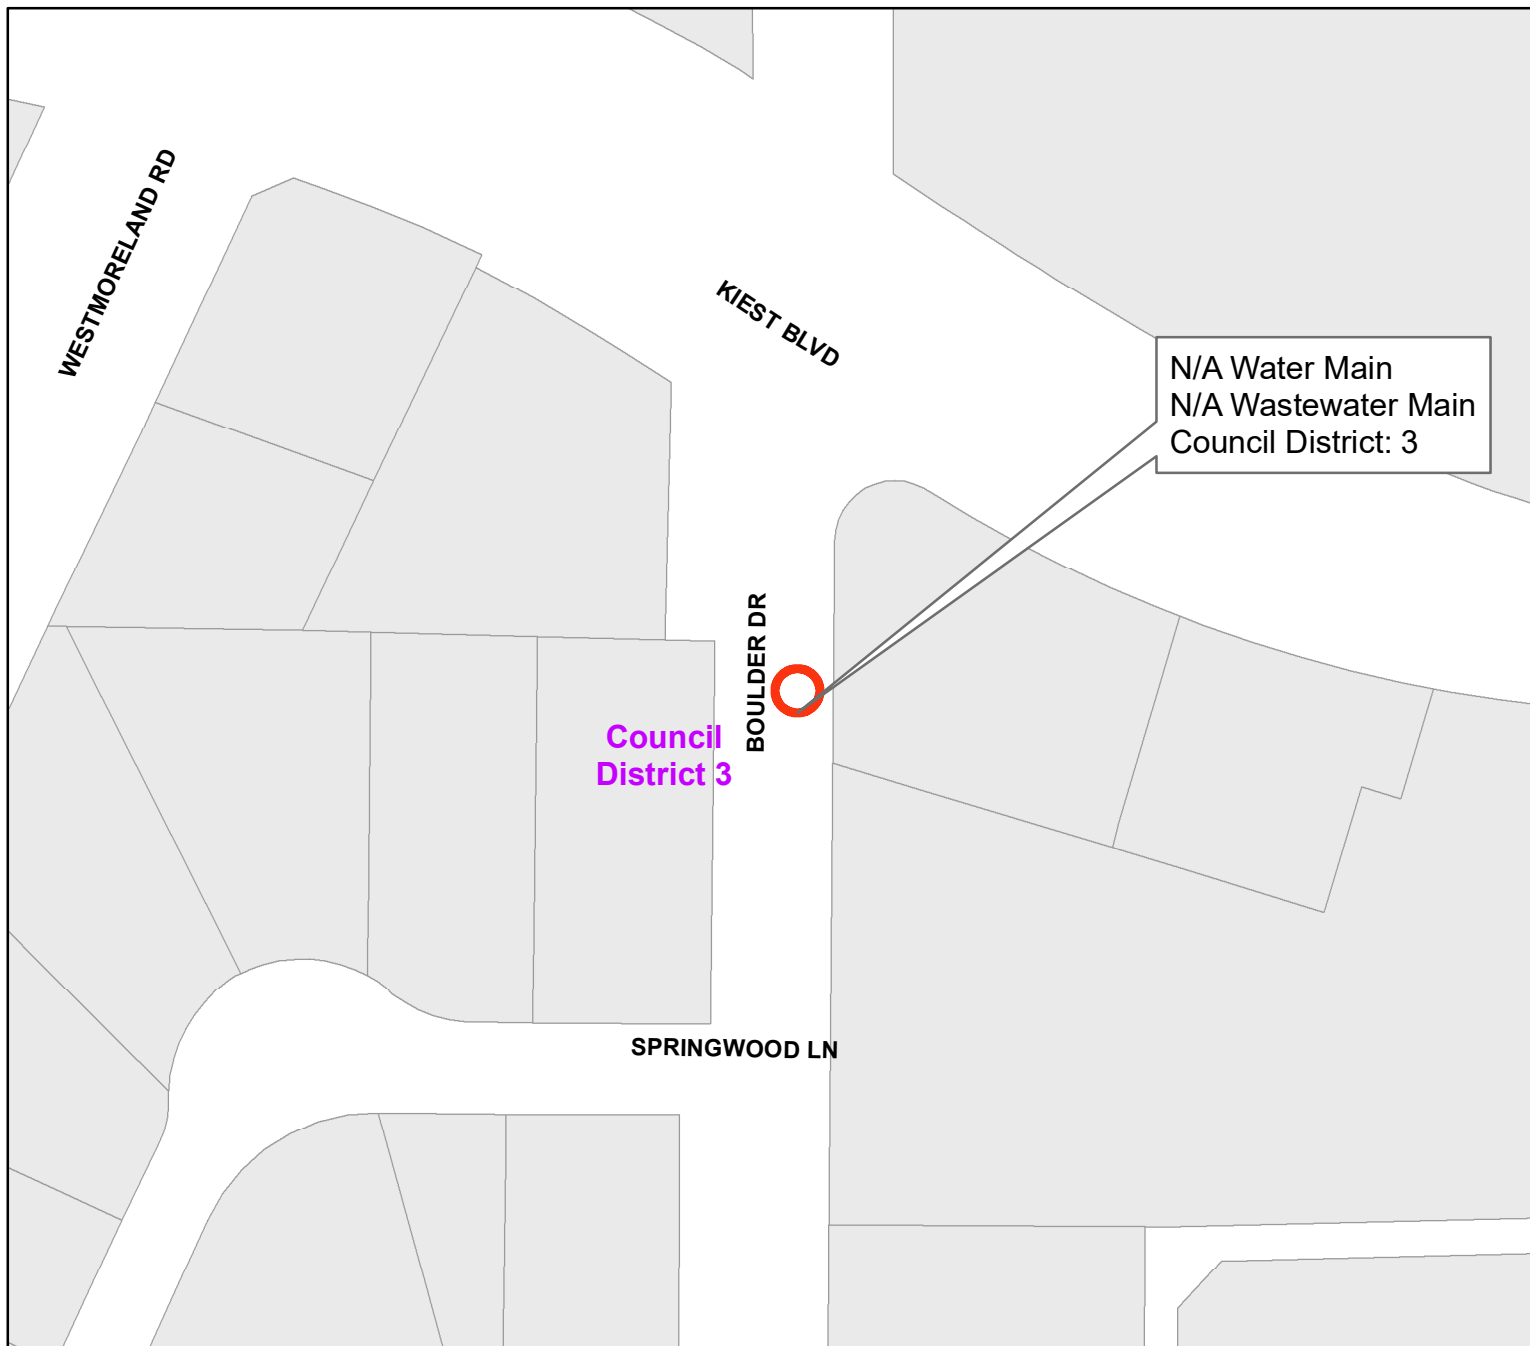 WESTMORELAND RD
KIEST BLVD
N/A Water Main
N/A Wastewater Main
Council District: 3
BOULDER DR
Council
District 3
SPRINGWOOD LN